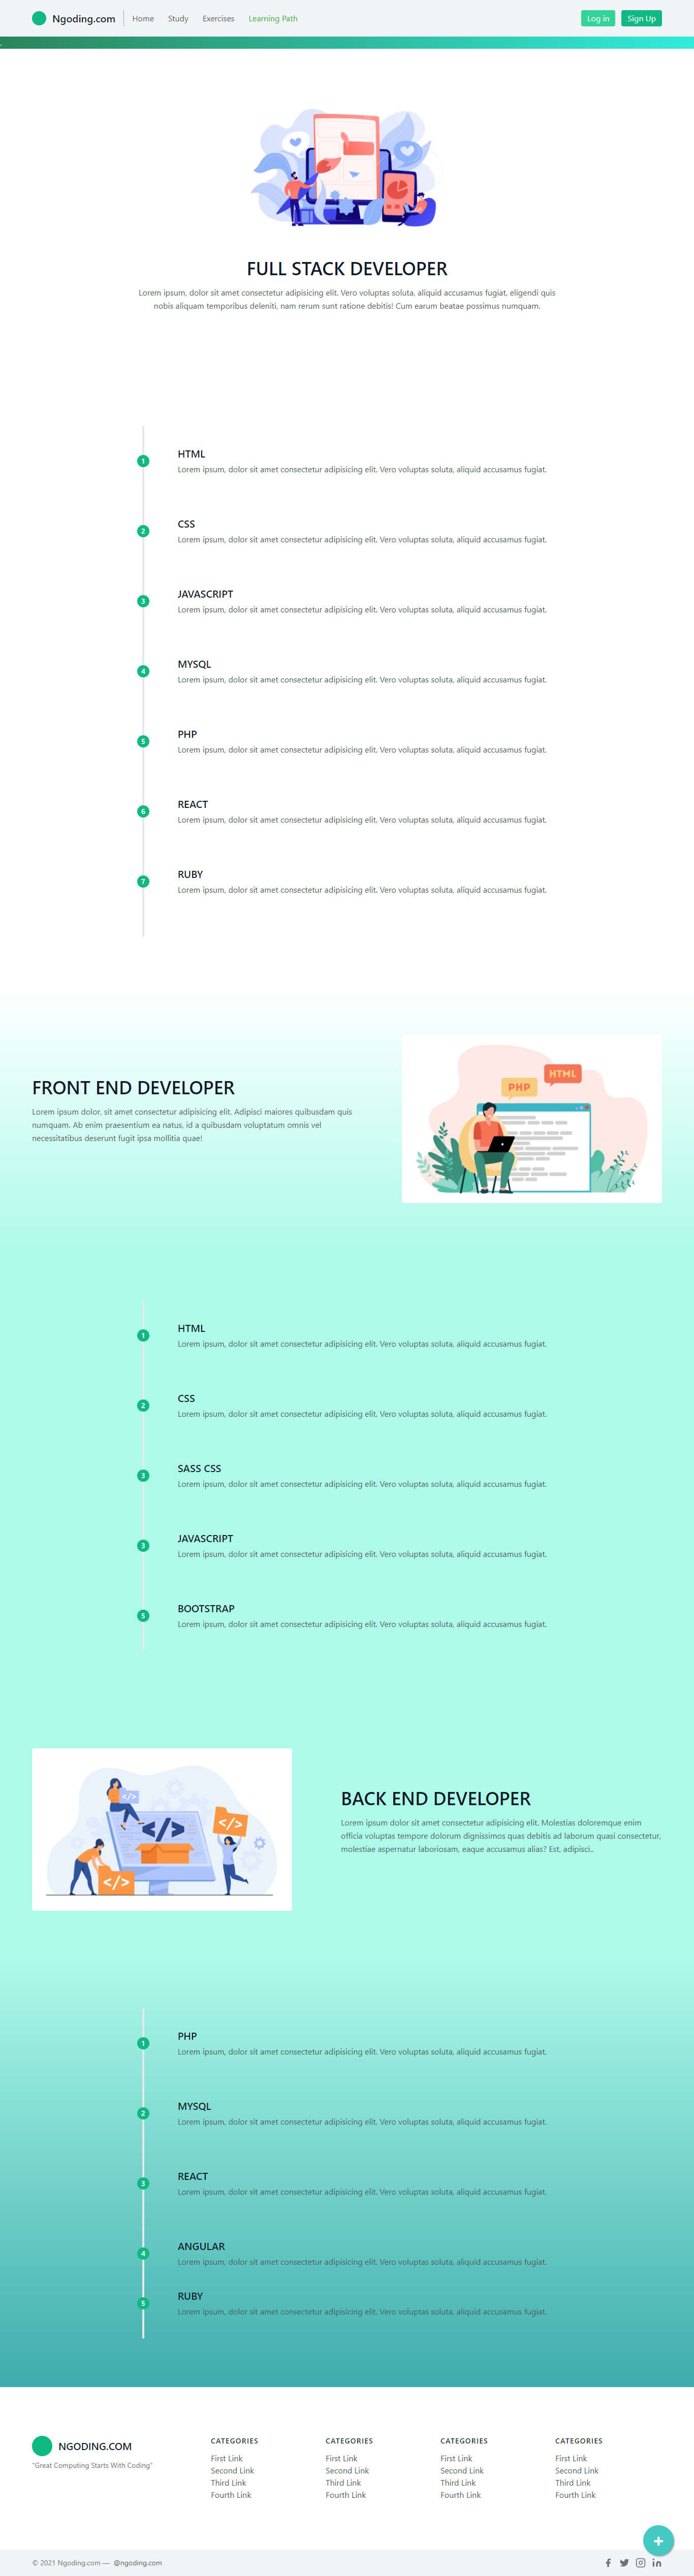 Ngoding.com Home Study Exercises Learning Path Log in Sign Up
FULL STACK DEVELOPER
Lorem ipsum, dolor sit amet consectetur adipisicing elit. Vero voluptas soluta, aliquid accusamus fugiat, eligendi quis
nobis aliquam temporibus deleniti, nam rerum sunt ratione debitis! Cum earum beatae possimus numquam.
HTML
1
Lorem ipsum, dolor sit amet consectetur adipisicing elit. Vero voluptas soluta, aliquid accusamus fugiat.
CSS
2
Lorem ipsum, dolor sit amet consectetur adipisicing elit. Vero voluptas soluta, aliquid accusamus fugiat.
JAVASCRIPT
3
Lorem ipsum, dolor sit amet consectetur adipisicing elit. Vero voluptas soluta, aliquid accusamus fugiat.
MYSQL
4
Lorem ipsum, dolor sit amet consectetur adipisicing elit. Vero voluptas soluta, aliquid accusamus fugiat.
PHP
5
Lorem ipsum, dolor sit amet consectetur adipisicing elit. Vero voluptas soluta, aliquid accusamus fugiat.
REACT
6
Lorem ipsum, dolor sit amet consectetur adipisicing elit. Vero voluptas soluta, aliquid accusamus fugiat.
RUBY
7
Lorem ipsum, dolor sit amet consectetur adipisicing elit. Vero voluptas soluta, aliquid accusamus fugiat.
FRONT END DEVELOPER
Lorem ipsum dolor, sit amet consectetur adipisicing elit. Adipisci maiores quibusdam quis
numquam. Ab enim praesentium ea natus, id a quibusdam voluptatum omnis vel
necessitatibus deserunt fugit ipsa mollitia quae!
HTML
PHP
HTML
1
Lorem ipsum, dolor sit amet consectetur adipisicing elit. Vero voluptas soluta, aliquid accusamus fugiat.
CSS
2
Lorem ipsum, dolor sit amet consectetur adipisicing elit. Vero voluptas soluta, aliquid accusamus fugiat.
SASS CSS
3
Lorem ipsum, dolor sit amet consectetur adipisicing elit. Vero voluptas soluta, aliquid accusamus fugiat.
JAVASCRIPT
3
Lorem ipsum, dolor sit amet consectetur adipisicing elit. Vero voluptas soluta, aliquid accusamus fugiat.
BOOTSTRAP
5
Lorem ipsum, dolor sit amet consectetur adipisicing elit. Vero voluptas soluta, aliquid accusamus fugiat.
</>
</>
</>
</>
BACK END DEVELOPER
Lorem ipsum dolor sit amet consectetur adipisicing elit. Molestias doloremque enim
officia voluptas tempore dolorum dignissimos quas debitis ad laborum quasi consectetur,
molestiae aspernatur laboriosam, eaque accusamus alias? Est, adipisci..
PHP
1
Lorem ipsum, dolor sit amet consectetur adipisicing elit. Vero voluptas soluta, aliquid accusamus fugiat.
MYSQL
2
Lorem ipsum, dolor sit amet consectetur adipisicing elit. Vero voluptas soluta, aliquid accusamus fugiat.
REACT
3
Lorem ipsum, dolor sit amet consectetur adipisicing elit. Vero voluptas soluta, aliquid accusamus fugiat.
ANGULAR
4
Lorem ipsum, dolor sit amet consectetur adipisicing elit. Vero voluptas soluta, aliquid accusamus fugiat.
RUBY
5
Lorem ipsum, dolor sit amet consectetur adipisicing elit. Vero voluptas soluta, aliquid accusamus fugiat.
NGODING.COM
"Great Computing Starts With Coding"
CATEGORIES
First Link
Second Link
Third Link
Fourth Link
CATEGORIES
First Link
Second Link
Third Link
Fourth Link
CATEGORIES
First Link
Second Link
Third Link
Fourth Link
CATEGORIES
First Link
Second Link
Third Link
Fourth Link
+
© 2021 Ngoding.com — @ngoding.com